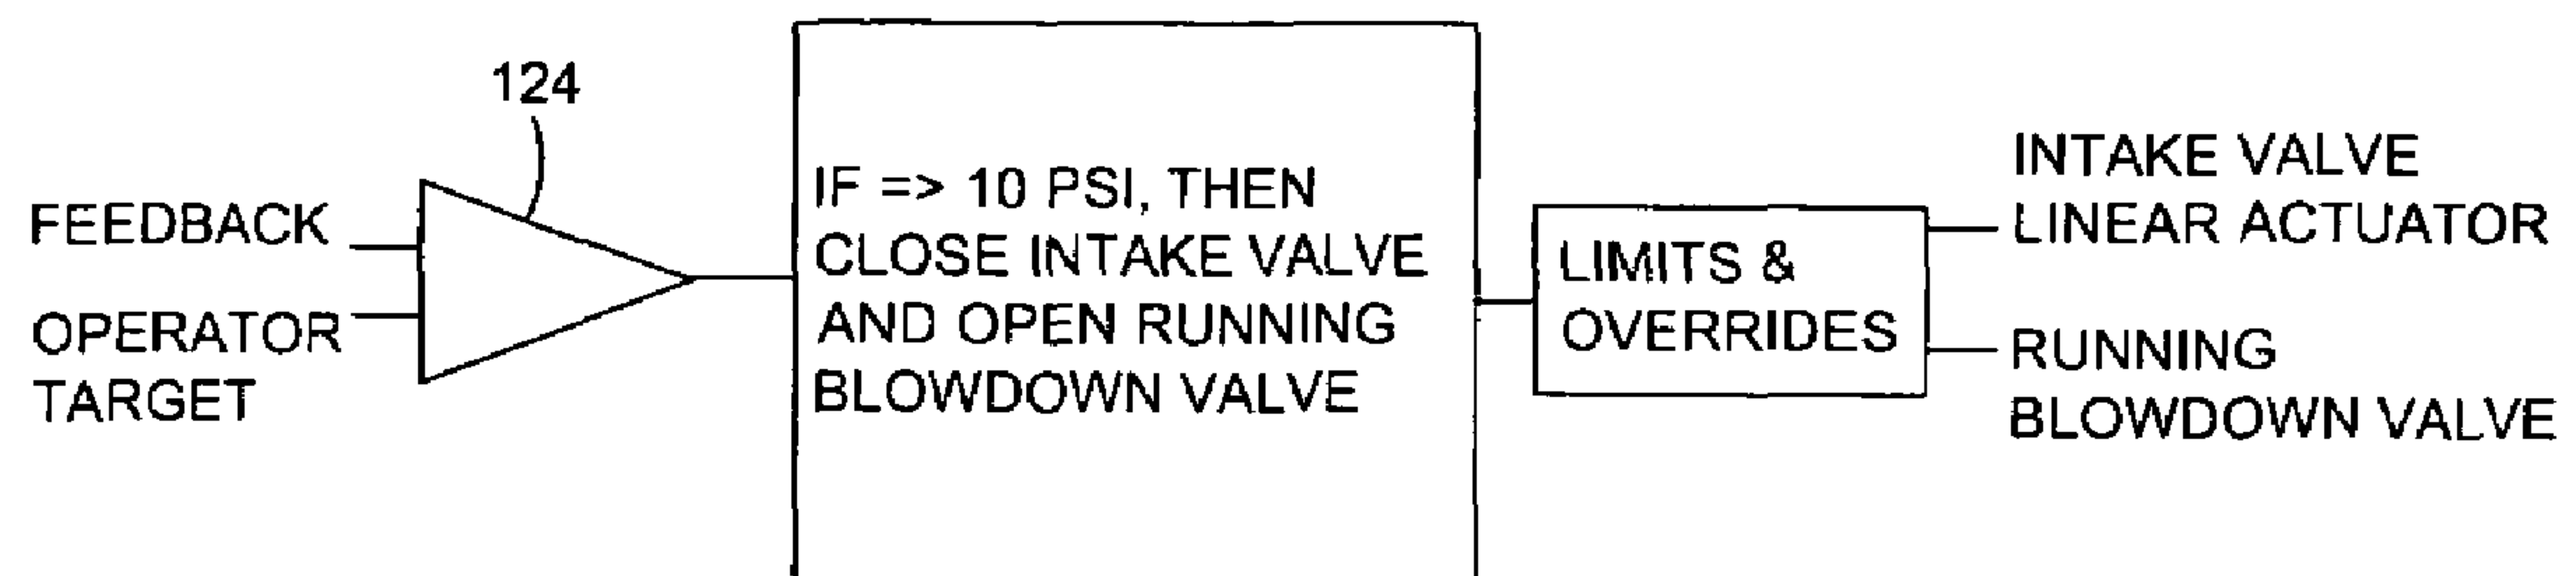 124
FEEDBACK
OPERATOR
TARGET
IF => 10 PSI, THEN
CLOSE INTAKE VALVE
AND OPEN RUNNING
BLOWDOWN VALVE
LIMITS &
OVERRIDES
INTAKE VALVE
LINEAR ACTUATOR
RUNNING
BLOWDOWN VALVE